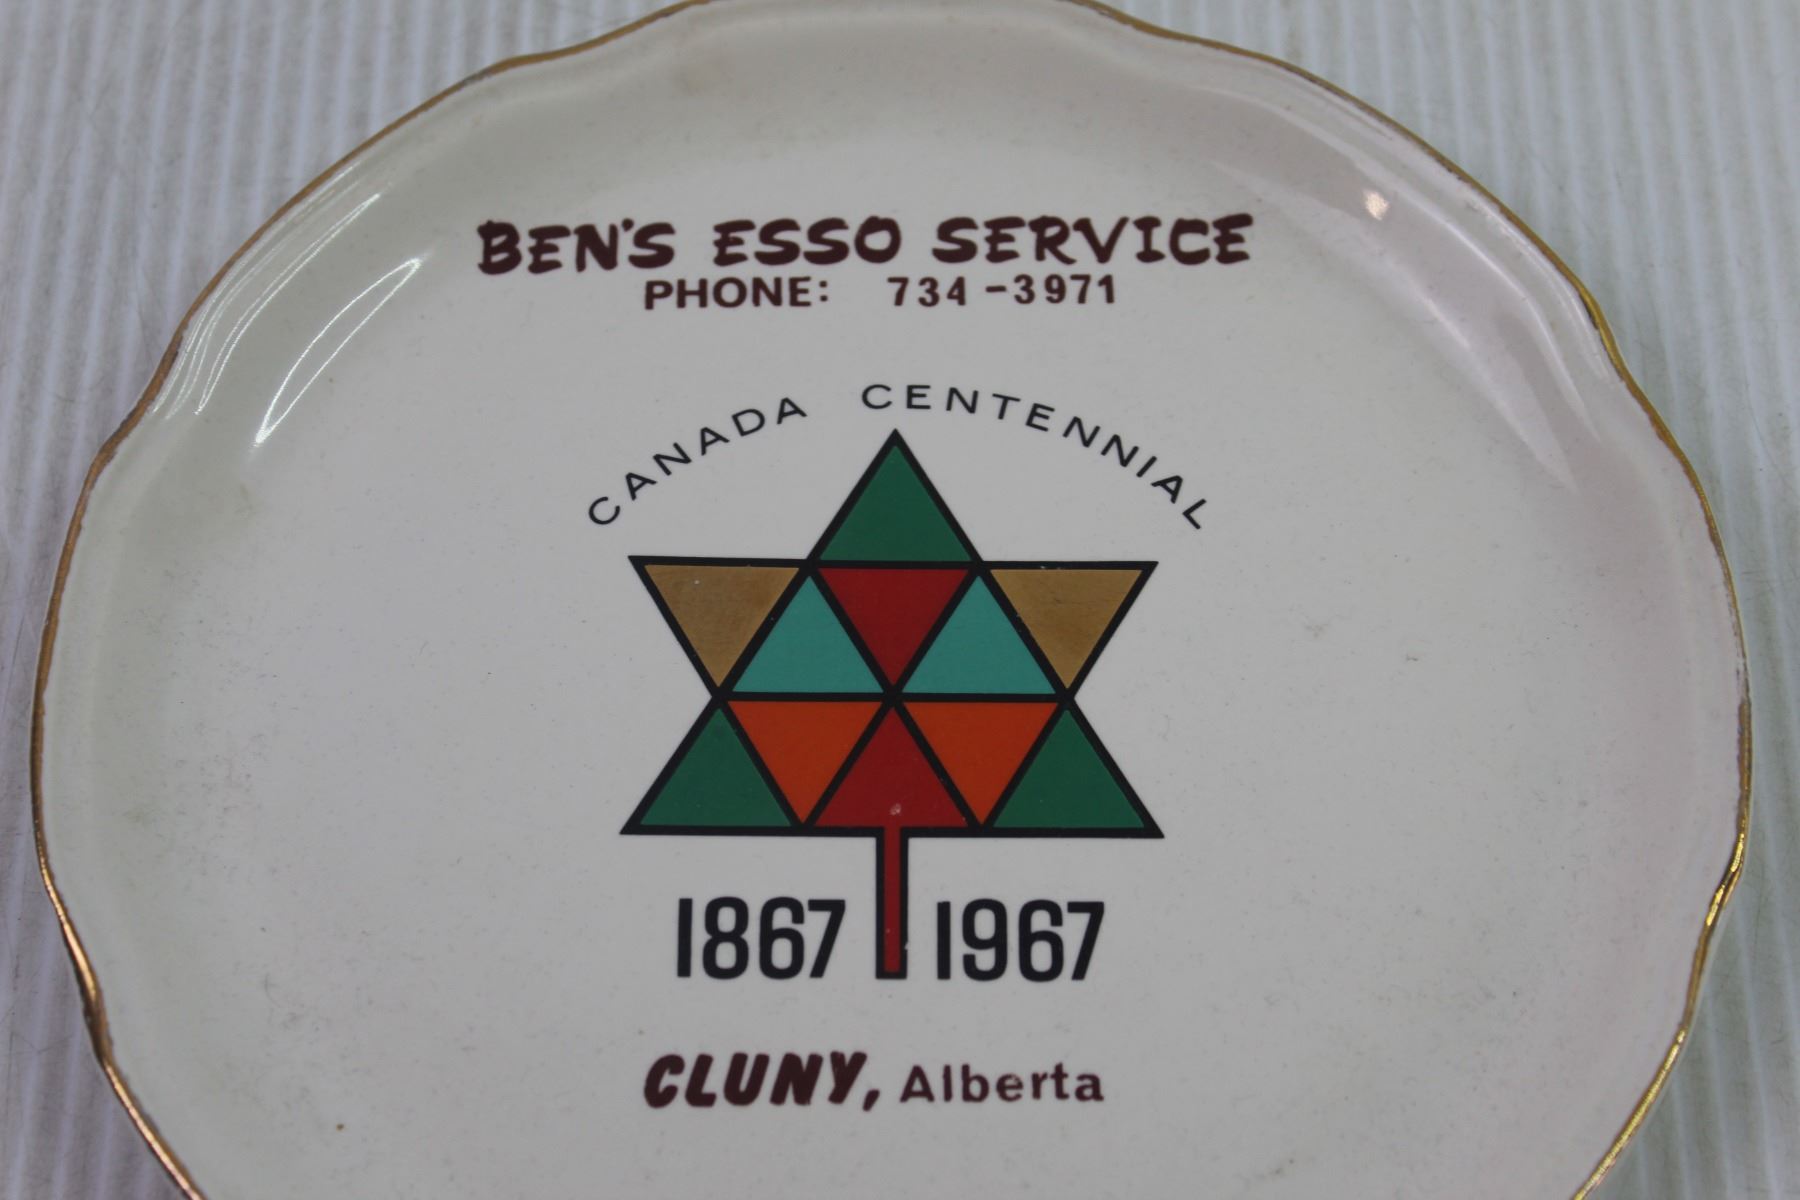 BEN'S ESSO SERVICE
PHONE: 734-3971
CANADA CENTENNIAL
1867 1967
CLUNY, Alberta